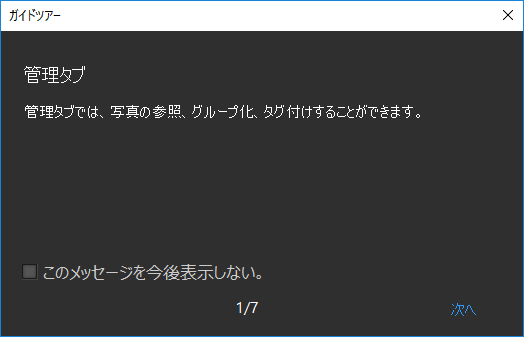 ガイドツアー
管理タブ
管理タブでは、写真の参照、グループ化、タグ付けすることができます。
このメッセージを今後表示しない。
1/7
次へ